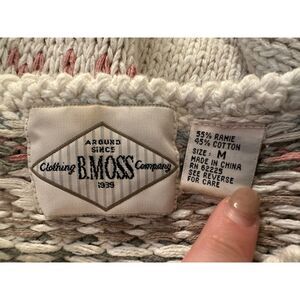 AROUND
SINCE
Clothing B.MOSS Company
1939
55% RAMIE
45% COTTON
SIZE: M
MADE IN CHINA
RN 62225
SEE REVERSE
FOR CARE